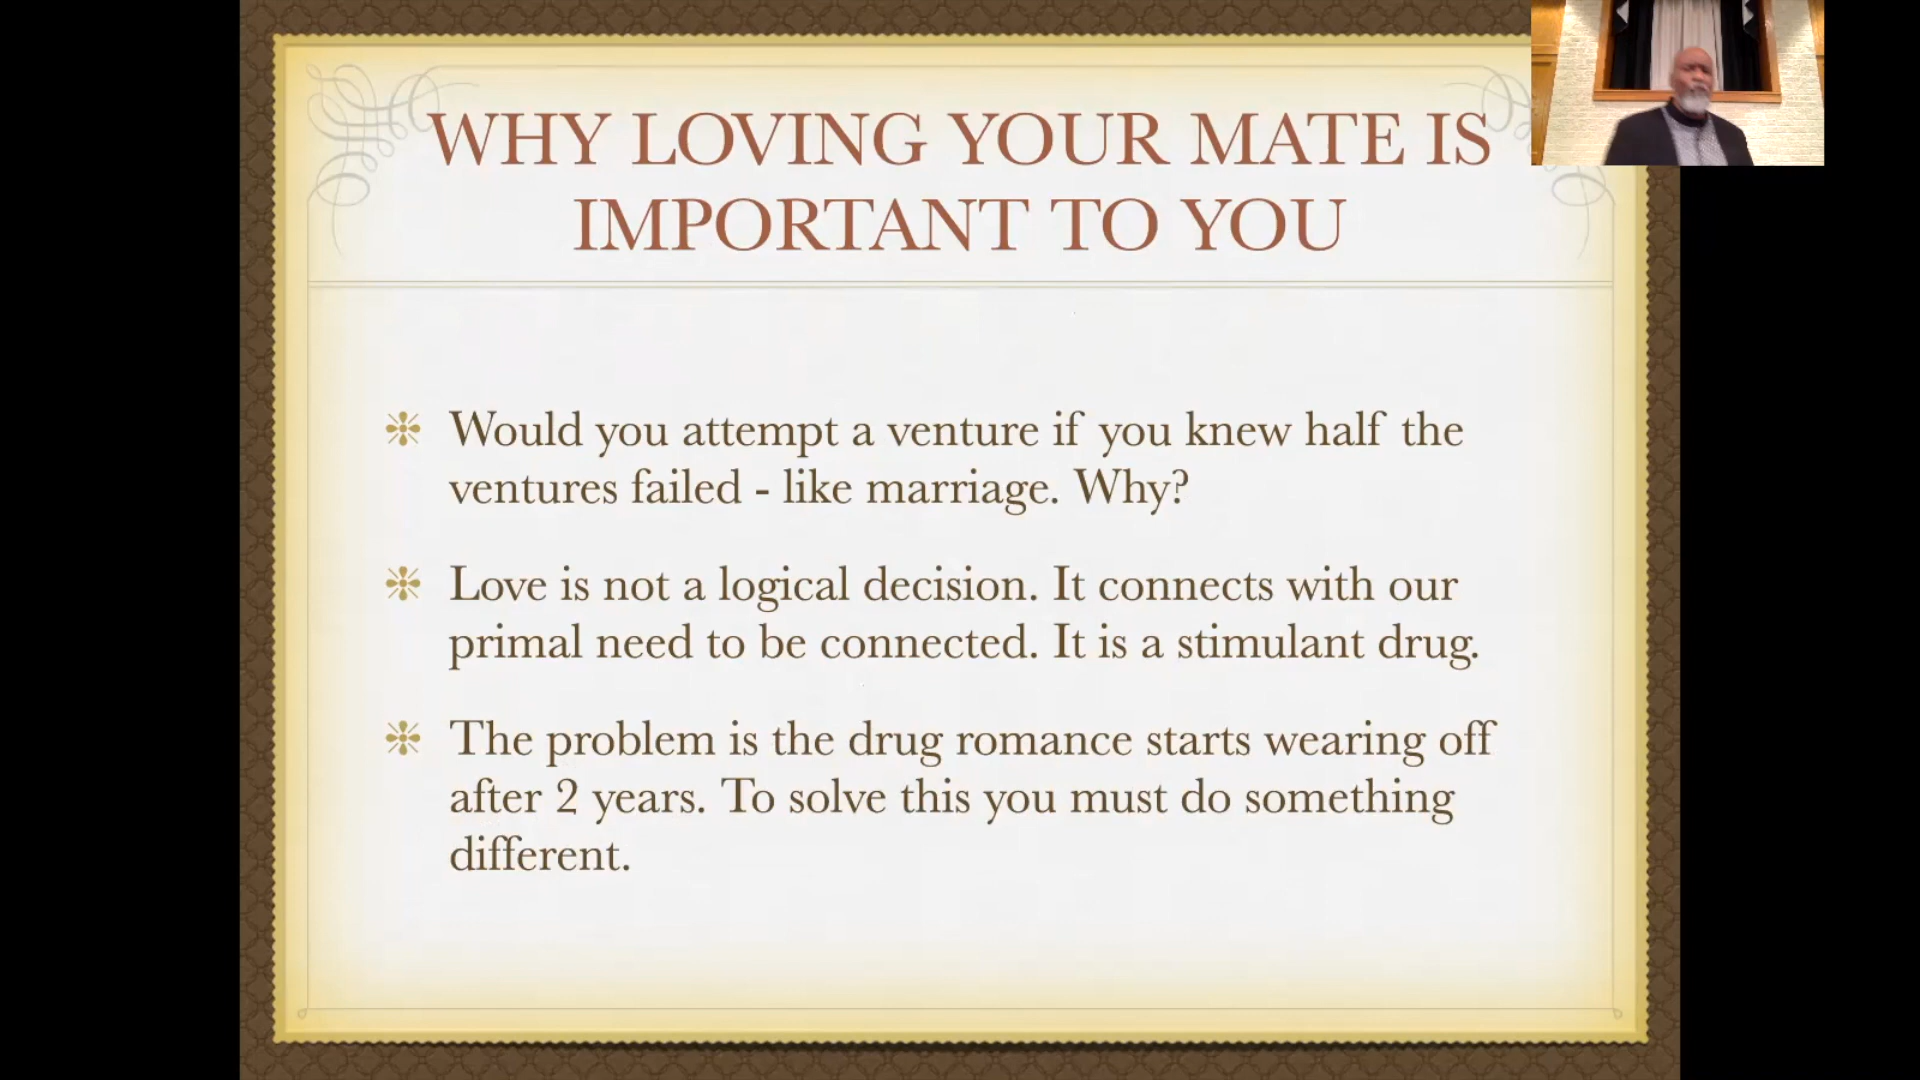 WHY LOVING YOUR MATE IS
IMPORTANT TO YOU
Would you attempt a venture if you knew half the
ventures failed - like marriage. Why?
Love is not a logical decision. It connects with our
primal need to be connected. It is a stimulant drug.
The problem is the drug romance starts wearing off
after 2 years. To solve this you must do something
different.